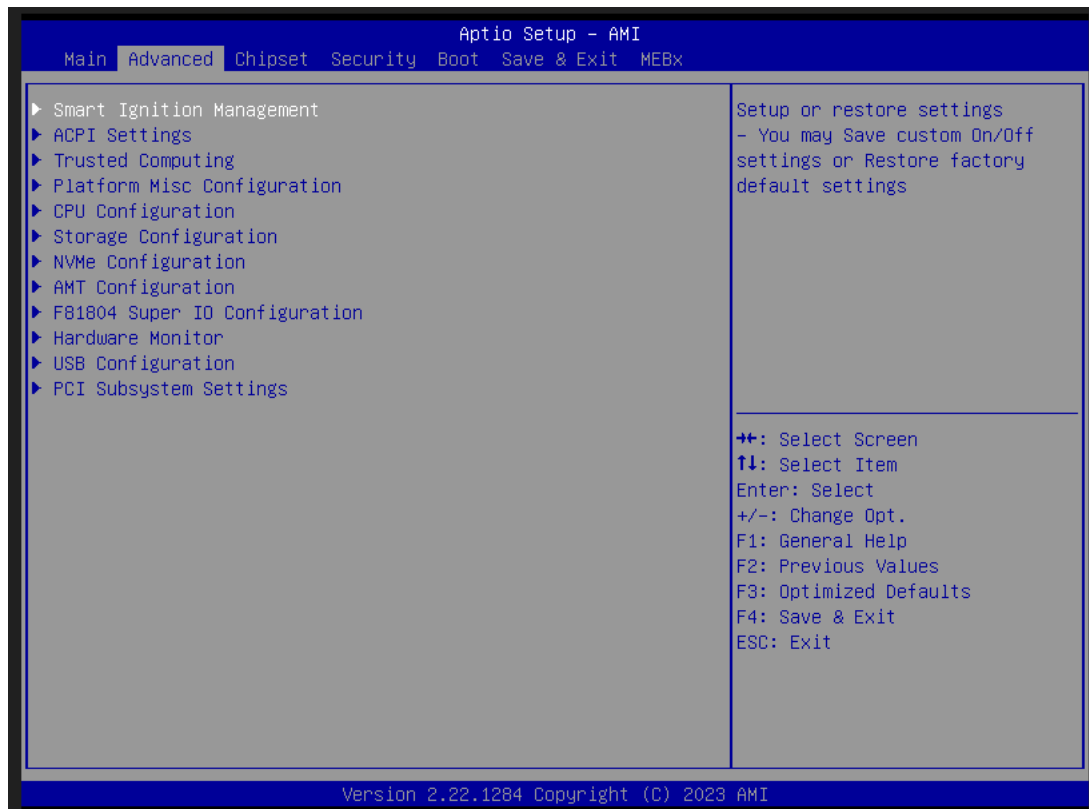 Aptio Setup – AMI
Main Advanced Chipset Security Boot Save & Exit MEBx
▶ Smart Ignition Management
▶ ACPI Settings
▶ Trusted Computing
▶ Platform Misc Configuration
▶ CPU Configuration
▶ Storage Configuration
▶ NVMe Configuration
▶ AMT Configuration
▶ F81804 Super IO Configuration
▶ Hardware Monitor
▶ USB Configuration
▶ PCI Subsystem Settings
Setup or restore settings
– You may Save custom On/Off
settings or Restore factory
default settings
→←: Select Screen
↑↓: Select Item
Enter: Select
+/–: Change Opt.
F1: General Help
F2: Previous Values
F3: Optimized Defaults
F4: Save & Exit
ESC: Exit
Version 2.22.1284 Copyright (C) 2023 AMI